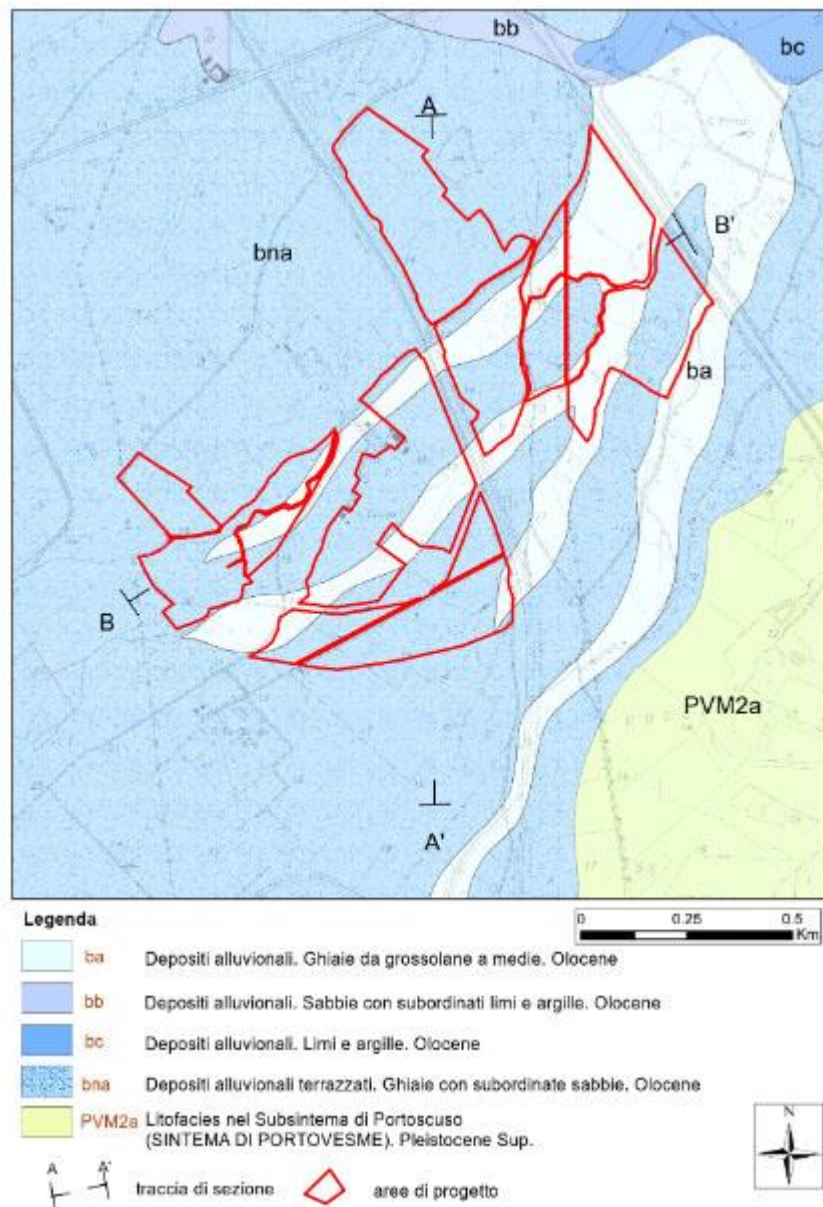 bb
bc
A
bna
B'
ba
B
PVM2a
A'
Legenda
0 0.25 0.5
Km
ba Depositi alluvionali. Ghiaie da grossolane a medie. Olocene
bb Depositi alluvionali. Sabbie con subordinati limi e argille. Olocene
bc Depositi alluvionali. Limi e argille. Olocene
bna Depositi alluvionali terrazzati. Ghiaie con subordinate sabbie. Olocene
PVM2a Litofacies nel Subsintema di Portoscuso
(SINTEMA DI PORTOVESME). Pleistocene Sup.
A A' traccia di sezione aree di progetto
N